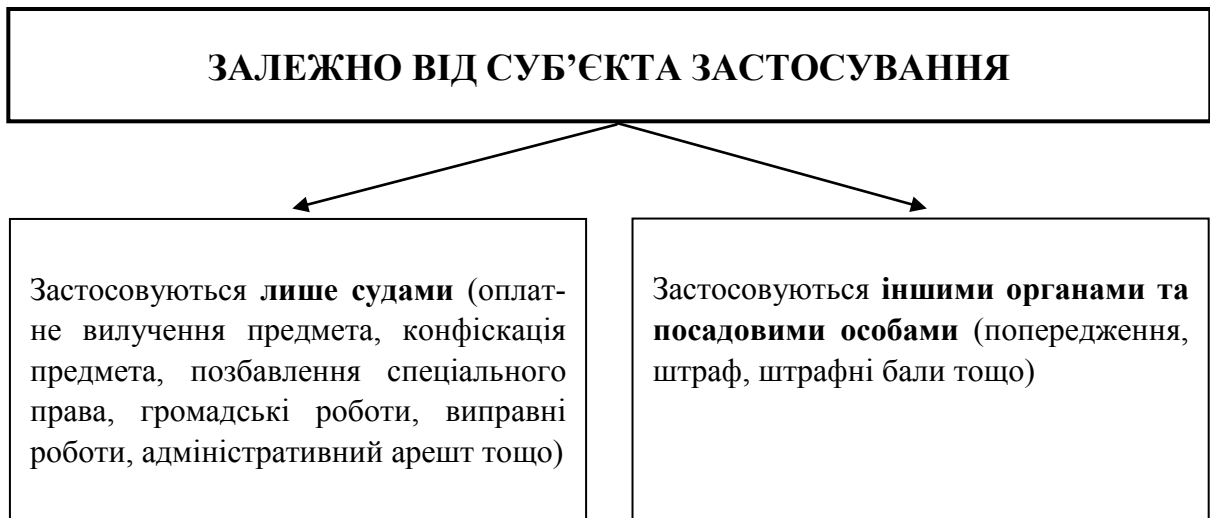 ЗАЛЕЖНО ВІД СУБ’ЄКТА ЗАСТОСУВАННЯ
Застосовуються лише судами (оплат-
не вилучення предмета, конфіскація
предмета, позбавлення спеціального
права, громадські роботи, виправні
роботи, адміністративний арешт тощо)
Застосовуються іншими органами та
посадовими особами (попередження,
штраф, штрафні бали тощо)